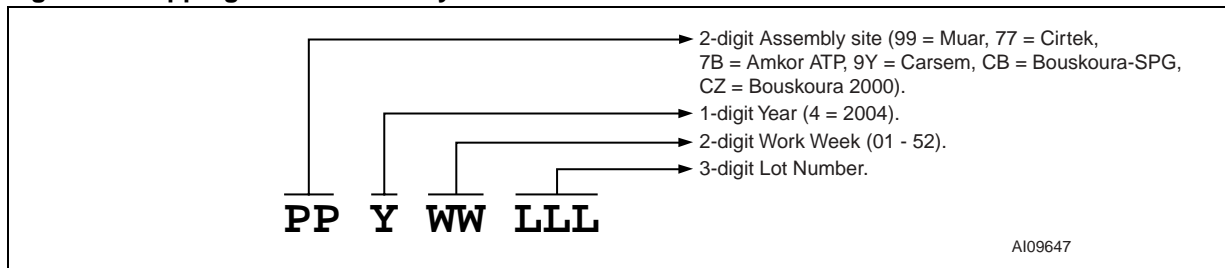 2-digit Assembly site (99 = Muar, 77 = Cirtek,
7B = Amkor ATP, 9Y = Carsem, CB = Bouskoura-SPG,
CZ = Bouskoura 2000).
1-digit Year (4 = 2004).
2-digit Work Week (01 - 52).
3-digit Lot Number.
PP Y WW LLL
AI09647